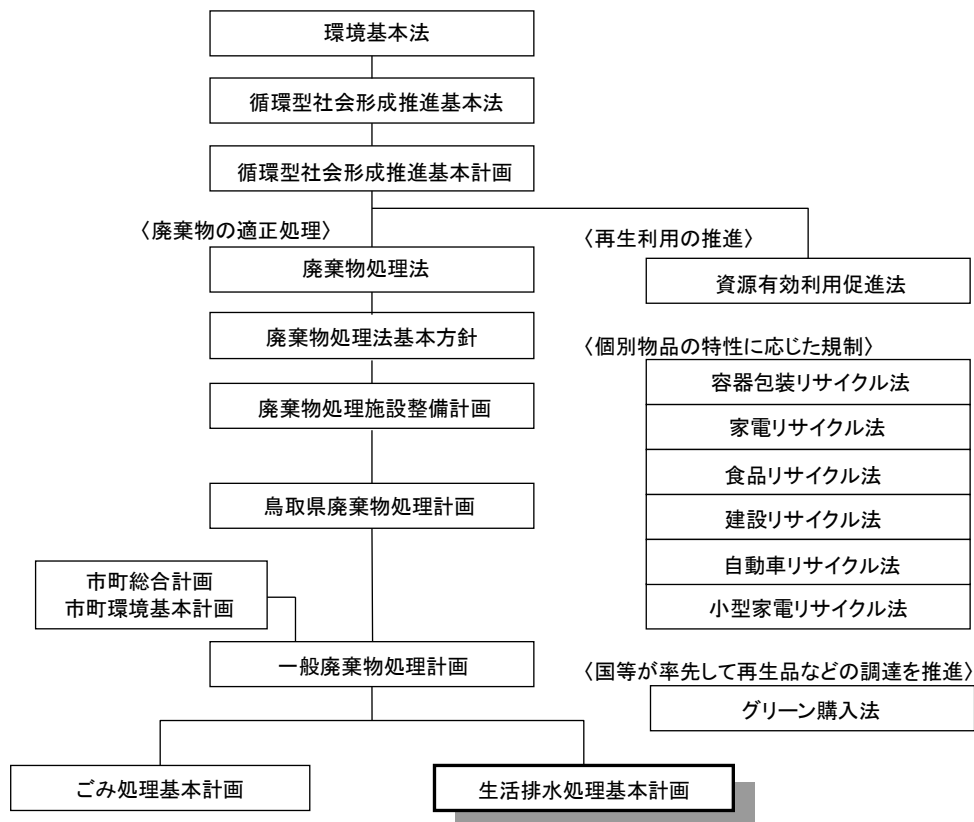 環境基本法
循環型社会形成推進基本法
循環型社会形成推進基本計画
〈廃棄物の適正処理〉
廃棄物処理法
廃棄物処理法基本方針
廃棄物処理施設整備計画
鳥取県廃棄物処理計画
市町総合計画
市町環境基本計画
一般廃棄物処理計画
ごみ処理基本計画
生活排水処理基本計画
〈再生利用の推進〉
資源有効利用促進法
〈個別物品の特性に応じた規制〉
容器包装リサイクル法
家電リサイクル法
食品リサイクル法
建設リサイクル法
自動車リサイクル法
小型家電リサイクル法
〈国等が率先して再生品などの調達を推進〉
グリーン購入法